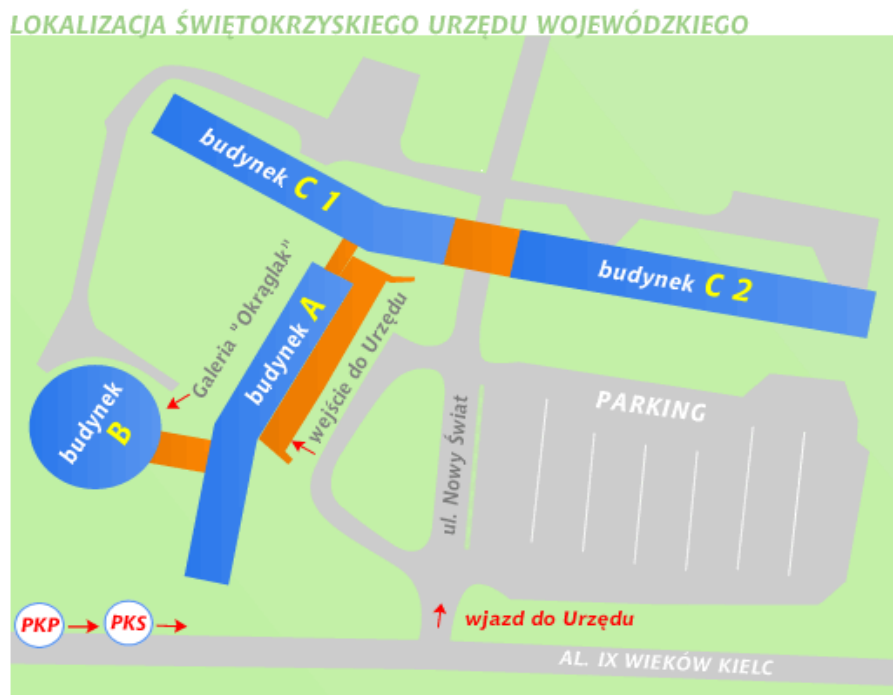 LOKALIZACJA ŚWIĘTOKRZYSKIEGO URZĘDU WOJEWÓDZKIEGO
budynek C 1
budynek C 2
Galeria "Okrąglak"
budynek A
wejście do Urzędu
budynek B
PARKING
ul. Nowy Świat
PKP
PKS
wjazd do Urzędu
AL. IX WIEKÓW KIELC